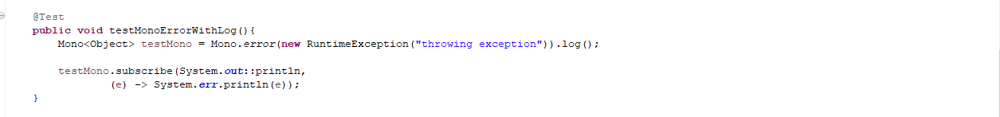 @Test
public void testMonoErrorWithLog(){
Mono<Object> testMono = Mono.error(new RuntimeException("throwing exception")).log();
testMono.subscribe(System.out::println,
(e) -> System.err.println(e));
}